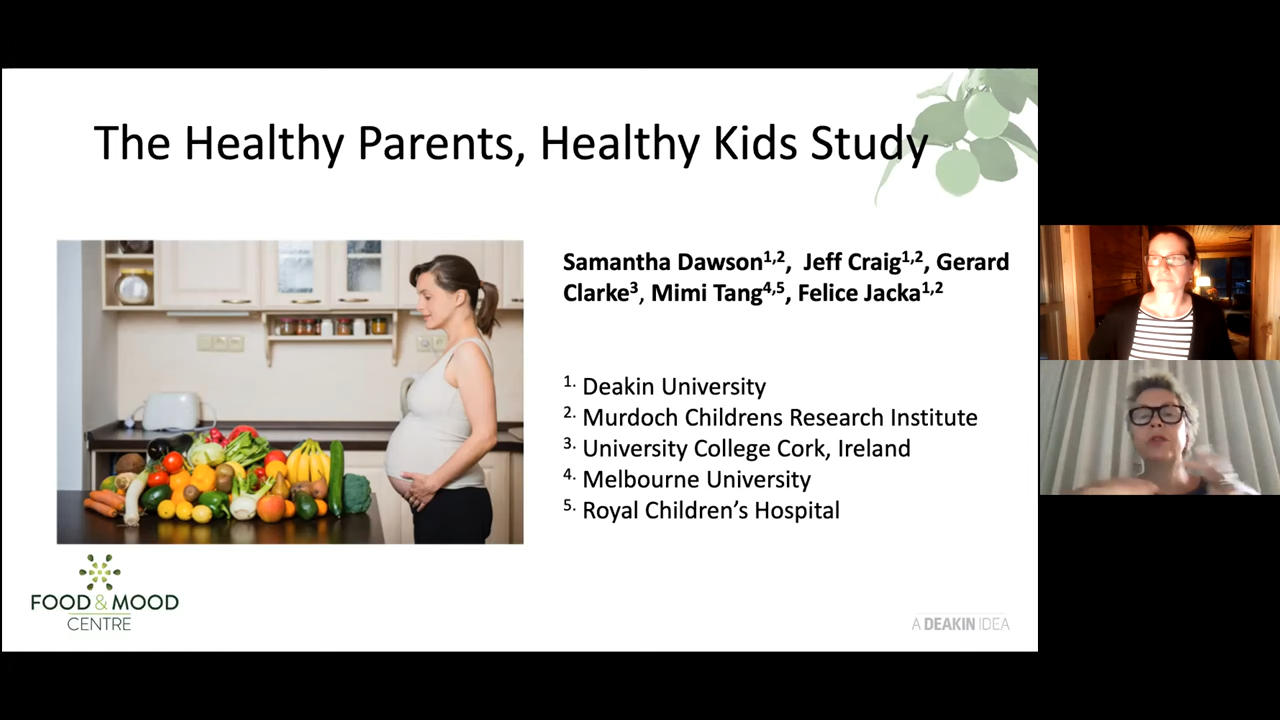 The Healthy Parents, Healthy Kids Study
Samantha Dawson1,2, Jeff Craig1,2, Gerard
Clarke3, Mimi Tang4,5, Felice Jacka1,2
1. Deakin University
2. Murdoch Childrens Research Institute
3. University College Cork, Ireland
4. Melbourne University
5. Royal Children’s Hospital
FOOD & MOOD
CENTRE
A DEAKIN IDEA